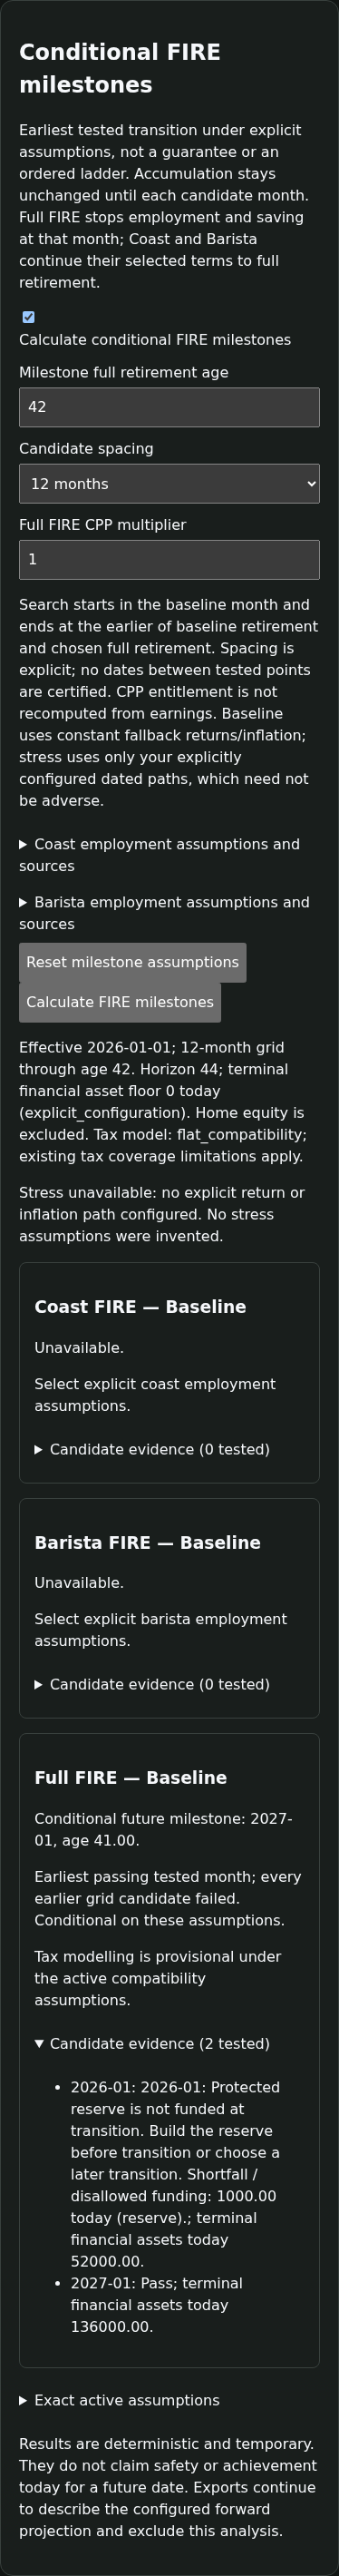 Conditional FIRE
milestones
Earliest tested transition under explicit
assumptions, not a guarantee or an
ordered ladder. Accumulation stays
unchanged until each candidate month.
Full FIRE stops employment and saving
at that month; Coast and Barista
continue their selected terms to full
retirement.
Calculate conditional FIRE milestones
Milestone full retirement age
42
Candidate spacing
12 months
Full FIRE CPP multiplier
1
Search starts in the baseline month and
ends at the earlier of baseline retirement
and chosen full retirement. Spacing is
explicit; no dates between tested points
are certified. CPP entitlement is not
recomputed from earnings. Baseline
uses constant fallback returns/inflation;
stress uses only your explicitly
configured dated paths, which need not
be adverse.
▶ Coast employment assumptions and
sources
▶ Barista employment assumptions and
sources
Reset milestone assumptions
Calculate FIRE milestones
Effective 2026-01-01; 12-month grid
through age 42. Horizon 44; terminal
financial asset floor 0 today
(explicit_configuration). Home equity is
excluded. Tax model: flat_compatibility;
existing tax coverage limitations apply.
Stress unavailable: no explicit return or
inflation path configured. No stress
assumptions were invented.
Coast FIRE — Baseline
Unavailable.
Select explicit coast employment
assumptions.
▶ Candidate evidence (0 tested)
Barista FIRE — Baseline
Unavailable.
Select explicit barista employment
assumptions.
▶ Candidate evidence (0 tested)
Full FIRE — Baseline
Conditional future milestone: 2027-
01, age 41.00.
Earliest passing tested month; every
earlier grid candidate failed.
Conditional on these assumptions.
Tax modelling is provisional under
the active compatibility
assumptions.
▼ Candidate evidence (2 tested)
• 2026-01: 2026-01: Protected
reserve is not funded at
transition. Build the reserve
before transition or choose a
later transition. Shortfall /
disallowed funding: 1000.00
today (reserve).; terminal
financial assets today
52000.00.
• 2027-01: Pass; terminal
financial assets today
136000.00.
▶ Exact active assumptions
Results are deterministic and temporary.
They do not claim safety or achievement
today for a future date. Exports continue
to describe the configured forward
projection and exclude this analysis.